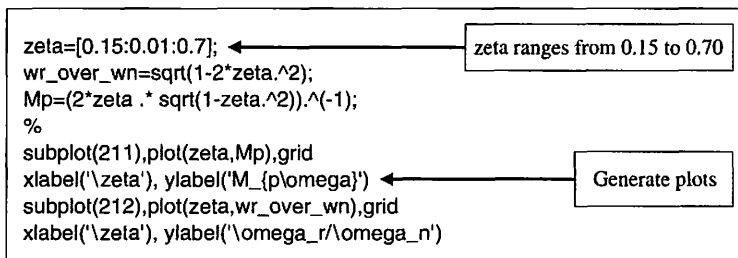 zeta=[0.15:0.01:0.7];
zeta ranges from 0.15 to 0.70
wr_over_wn=sqrt(1-2*zeta.^2);
Mp=(2*zeta .* sqrt(1-zeta.^2)).^(-1);
%
subplot(211),plot(zeta,Mp),grid
xlabel('\zeta'), ylabel('M_{p\omega}')
Generate plots
subplot(212),plot(zeta,wr_over_wn),grid
xlabel('\zeta'), ylabel('\omega_r/\omega_n')